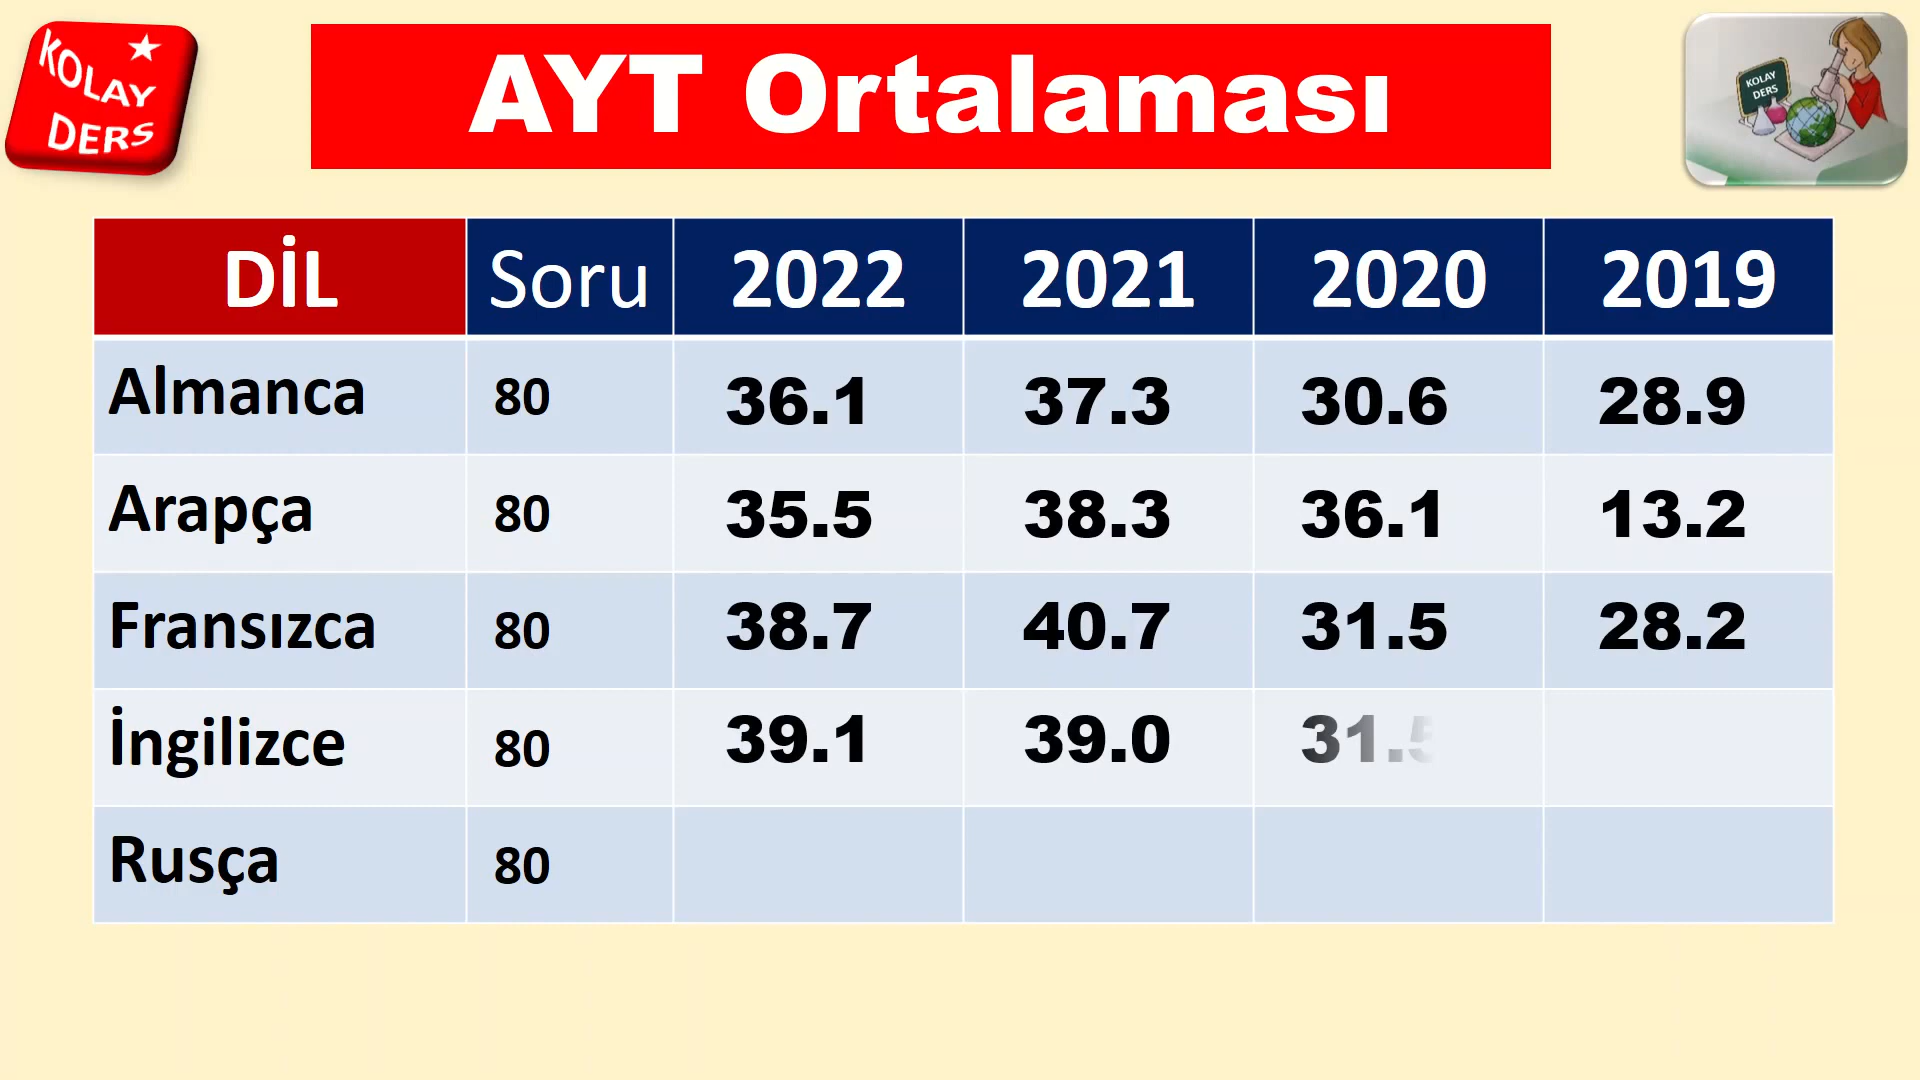 KOLAY
DERS
AYT Ortalaması
KOLAY
DERS
DİL Soru 2022 2021 2020 2019
Almanca 80 36.1 37.3 30.6 28.9
Arapça 80 35.5 38.3 36.1 13.2
Fransızca 80 38.7 40.7 31.5 28.2
İngilizce 80 39.1 39.0 31.5
Rusça 80